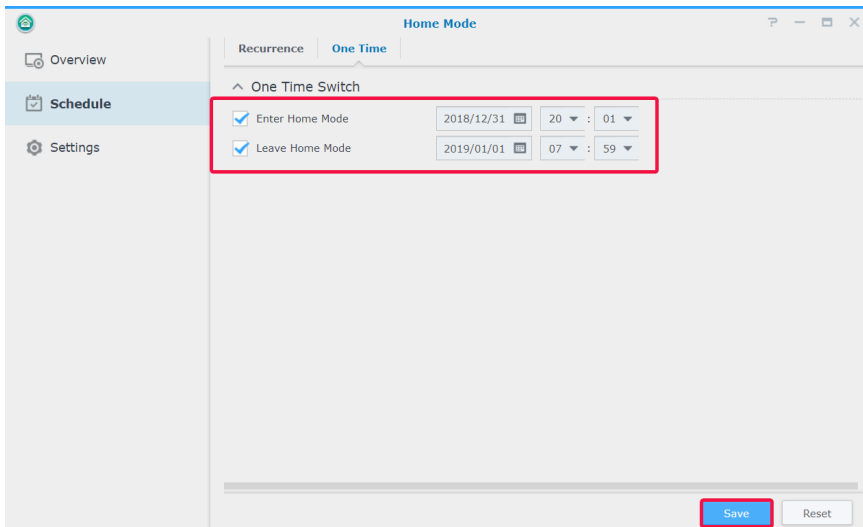 Home Mode
Overview
Schedule
Settings
Recurrence One Time
One Time Switch
Enter Home Mode 2018/12/31 20 : 01
Leave Home Mode 2019/01/01 07 : 59
Save Reset